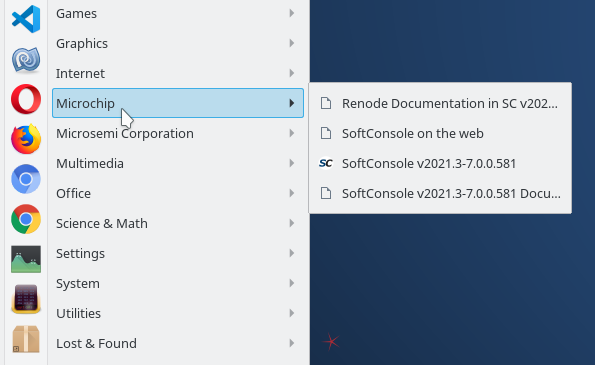 Games
Graphics
Internet
Microchip
Microsemi Corporation
Multimedia
Office
Science & Math
Settings
System
Utilities
Lost & Found
Renode Documentation in SC v202...
SoftConsole on the web
SC SoftConsole v2021.3-7.0.0.581
SoftConsole v2021.3-7.0.0.581 Docu...